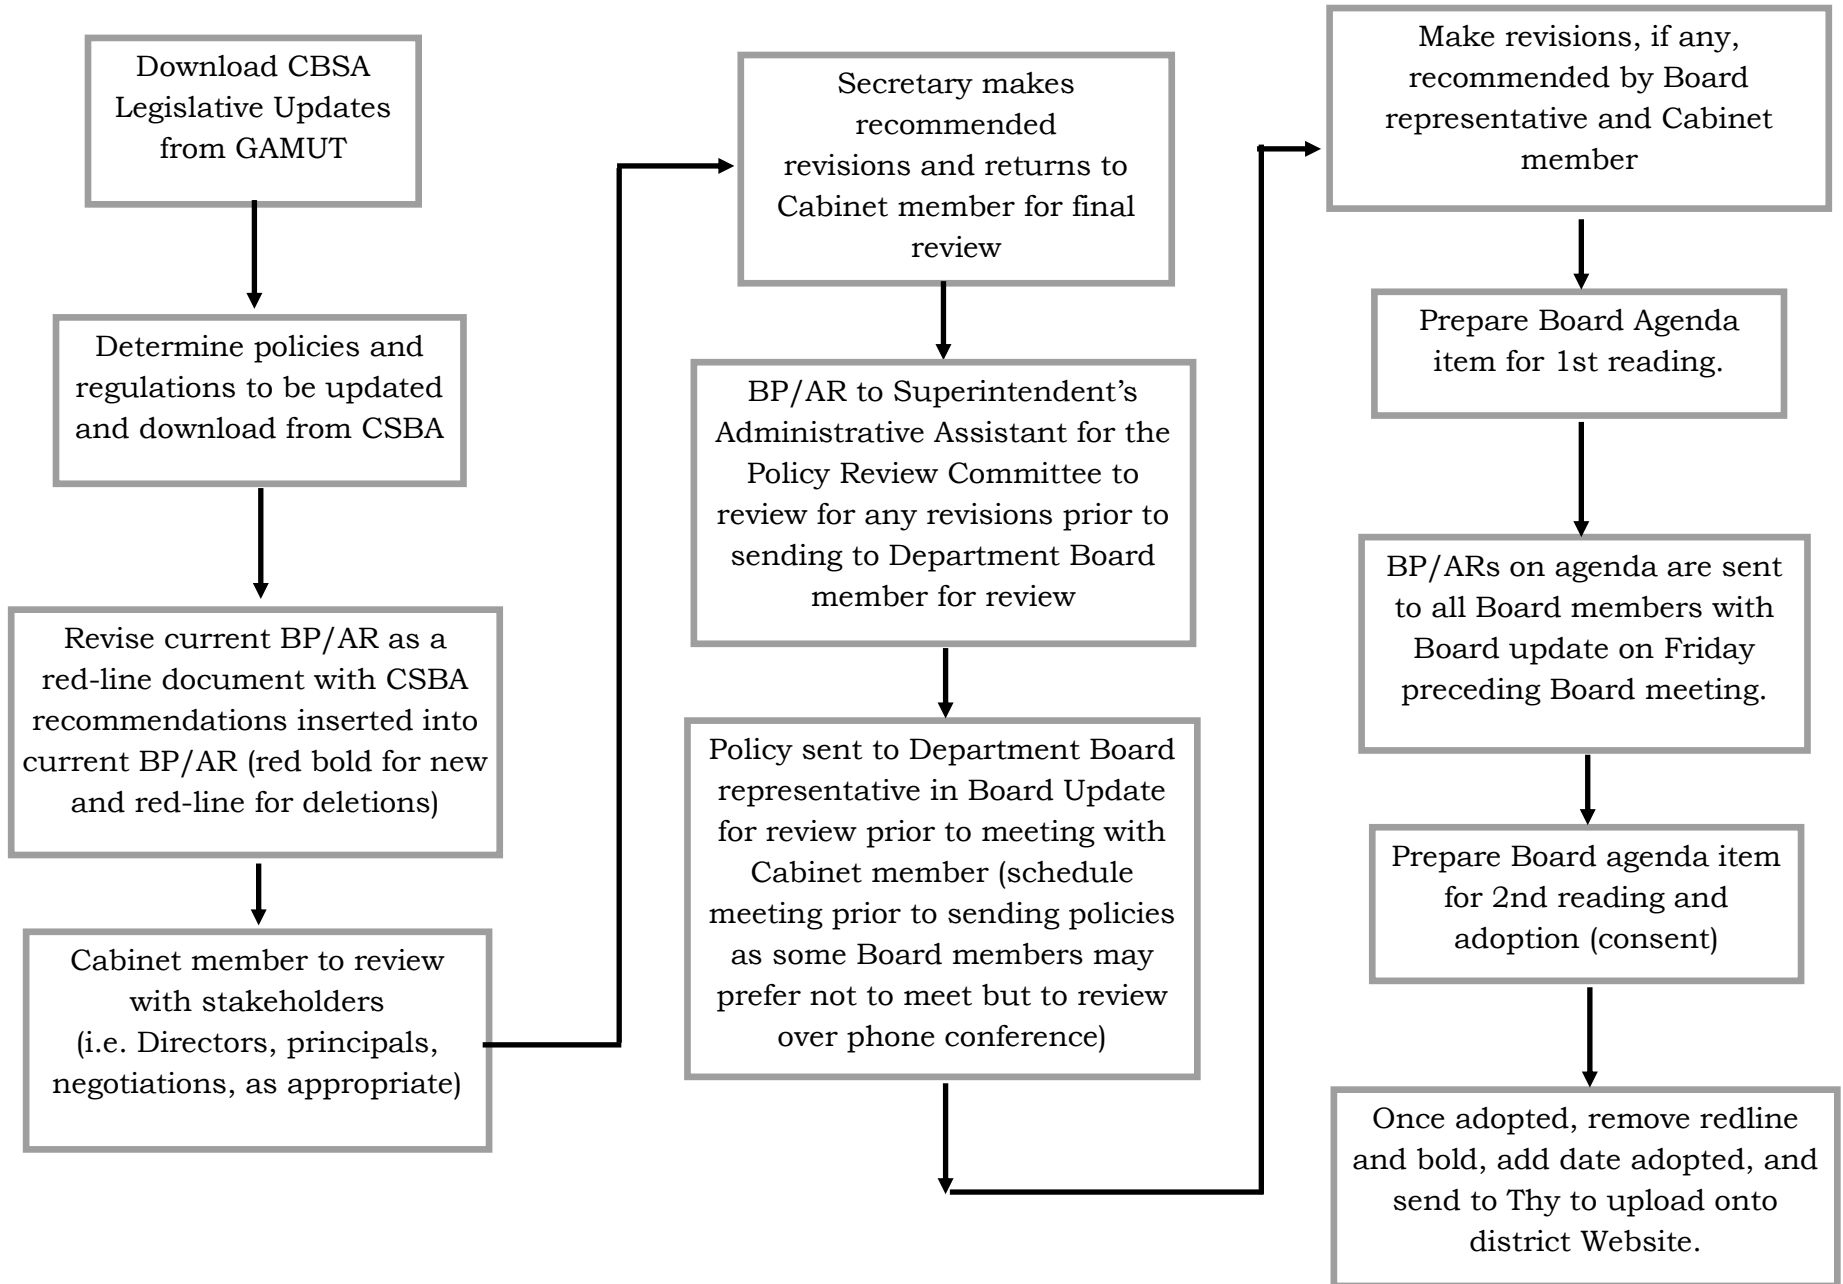 Download CBSA
Legislative Updates
from GAMUT
Determine policies and
regulations to be updated
and download from CSBA
Revise current BP/AR as a
red-line document with CSBA
recommendations inserted into
current BP/AR (red bold for new
and red-line for deletions)
Cabinet member to review
with stakeholders
(i.e. Directors, principals,
negotiations, as appropriate)
Secretary makes
recommended
revisions and returns to
Cabinet member for final
review
BP/AR to Superintendent’s
Administrative Assistant for the
Policy Review Committee to
review for any revisions prior to
sending to Department Board
member for review
Policy sent to Department Board
representative in Board Update
for review prior to meeting with
Cabinet member (schedule
meeting prior to sending policies
as some Board members may
prefer not to meet but to review
over phone conference)
Make revisions, if any,
recommended by Board
representative and Cabinet
member
Prepare Board Agenda
item for 1st reading.
BP/ARs on agenda are sent
to all Board members with
Board update on Friday
preceding Board meeting.
Prepare Board agenda item
for 2nd reading and
adoption (consent)
Once adopted, remove redline
and bold, add date adopted, and
send to Thy to upload onto
district Website.